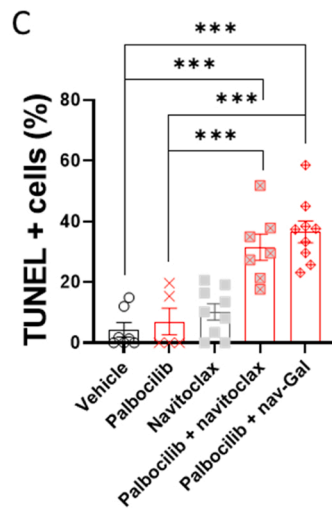 C
***
***
***
***
TUNEL + cells (%)
80
60
40
20
0
Vehicle
Palbocilib
Navitoclax
Palbocilib + navitoclax
Palbocilib + nav-Gal